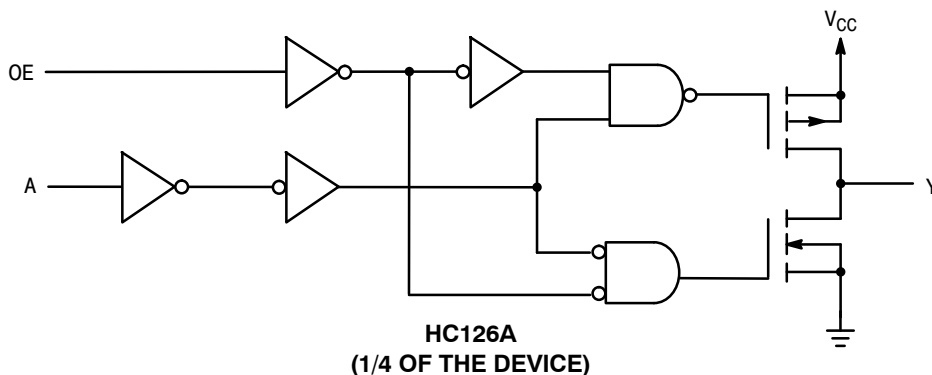 V_CC
OE
A
Y
HC126A
(1/4 OF THE DEVICE)